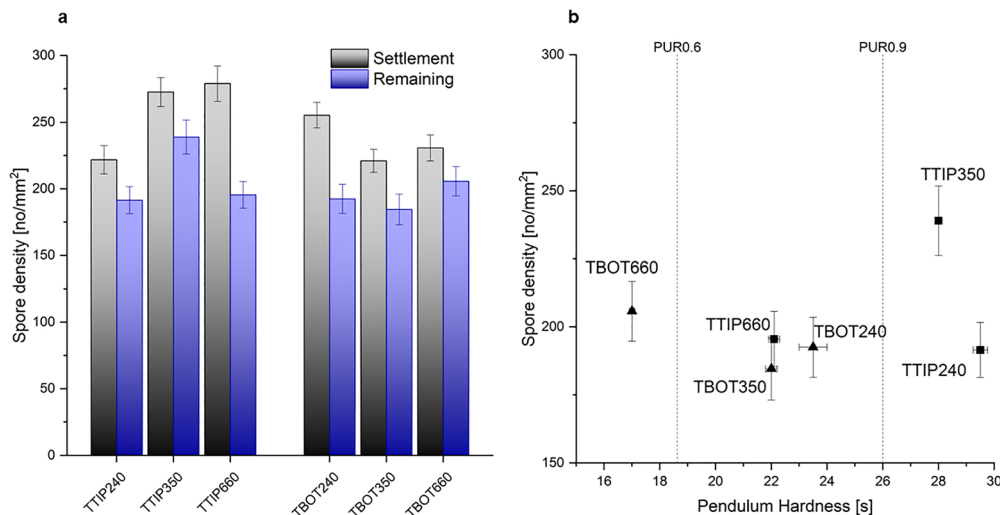 a
Spore density [no/mm²]
300
250
200
150
100
50
0
Settlement
Remaining
TTIP240
TTIP350
TTIP660
TBOT240
TBOT350
TBOT660
b
PUR0.6
PUR0.9
Spore density [no/mm²]
300
250
200
150
TTIP350
TBOT660
TTIP660
TBOT240
TBOT350
TTIP240
16
18
20
22
24
26
28
30
Pendulum Hardness [s]